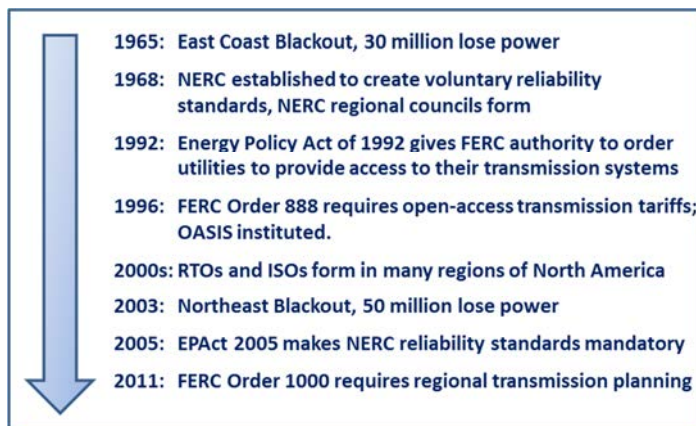 1965: East Coast Blackout, 30 million lose power
1968: NERC established to create voluntary reliability
standards, NERC regional councils form
1992: Energy Policy Act of 1992 gives FERC authority to order
utilities to provide access to their transmission systems
1996: FERC Order 888 requires open-access transmission tariffs;
OASIS instituted.
2000s: RTOs and ISOs form in many regions of North America
2003: Northeast Blackout, 50 million lose power
2005: EPAct 2005 makes NERC reliability standards mandatory
2011: FERC Order 1000 requires regional transmission planning